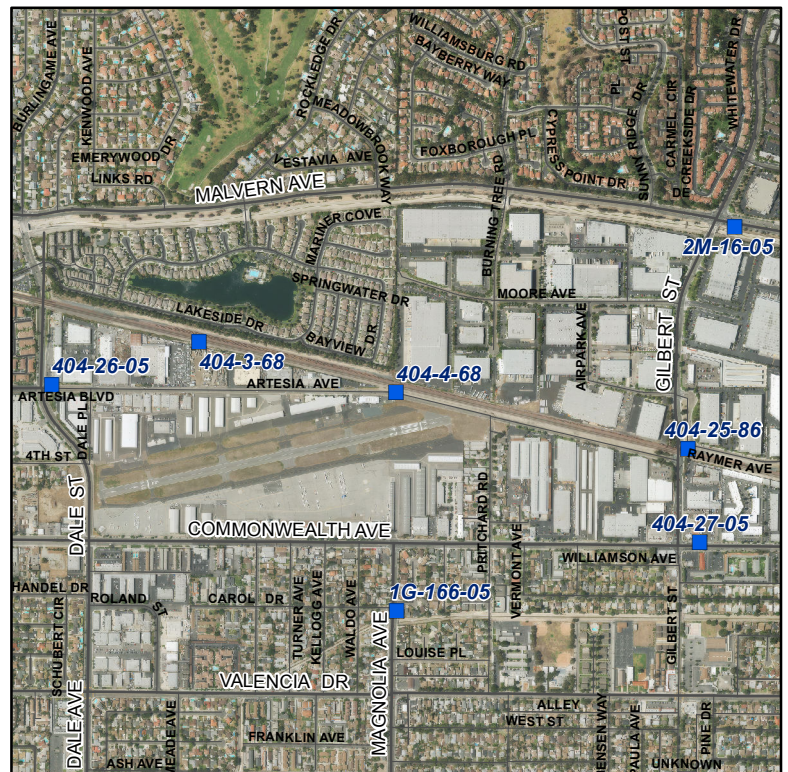 WILLIAMSBURG RD
POST ST
BAYBERRY WAY
ROCKLEDGE DR
WHITEWATER DR
BURLINGAME AVE
KENWOOD AVE
MEADOWBROOK WAY
PL
SUNNY RIDGE DR
CARMEL CIR
CREEKSIDE DR
CYPRESS POINT DR
FOXBOROUGH PL
EMERYWOOD DR
VESTAVIA AVE
LINKS RD
MALVERN AVE
DE
BURNING TREE RD
MARINER COVE
2M-16-05
SPRINGWATER DR
MOORE AVE
GILBERT ST
LAKESIDE DR
BAYVIEW DR
AIRPARK AVE
404-26-05
404-3-68
404-4-68
ARTESIA AVE
ARTESIA BLVD
DALE PL
404-25-86
4TH ST
RAYMER AVE
PRITCHARD RD
DALE ST
404-27-05
COMMONWEALTH AVE
VERMONT AVE
WILLIAMSON AVE
HANDEL DR
1G-166-05
ROLAND ST
CAROL DR
TURNER AVE
KELLOGG AVE
WALDO AVE
SCHUBERT CIR
MAGNOLIA AVE
GILBERT ST
LOUISE PL
VALENCIA DR
DALE AVE
ALLEY
WEST ST
MEADE AVE
FRANKLIN AVE
JENSEN WAY
PAULA AVE
PINE DR
ASH AVE
UNKNOWN